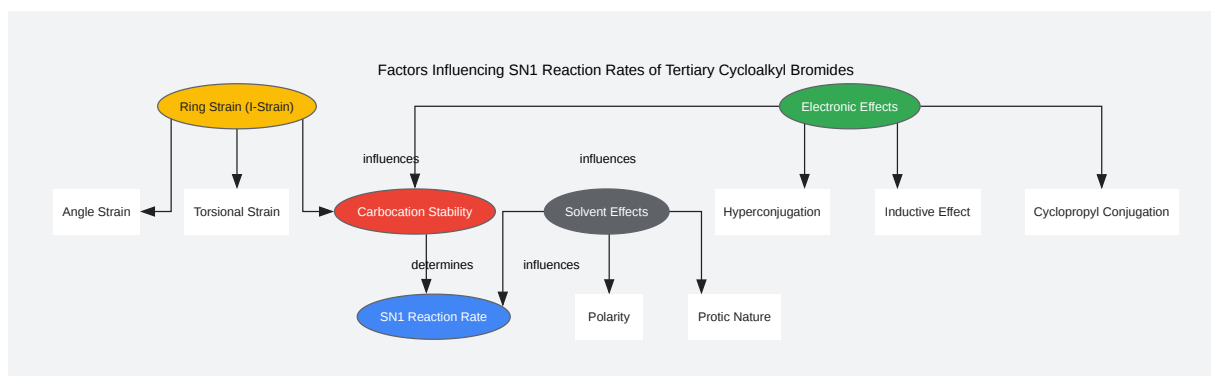 Factors Influencing SN1 Reaction Rates of Tertiary Cycloalkyl Bromides
Ring Strain (I-Strain)
Electronic Effects
influences
influences
Angle Strain
Torsional Strain
Carbocation Stability
Solvent Effects
Hyperconjugation
Inductive Effect
Cyclopropyl Conjugation
determines
influences
SN1 Reaction Rate
Polarity
Protic Nature